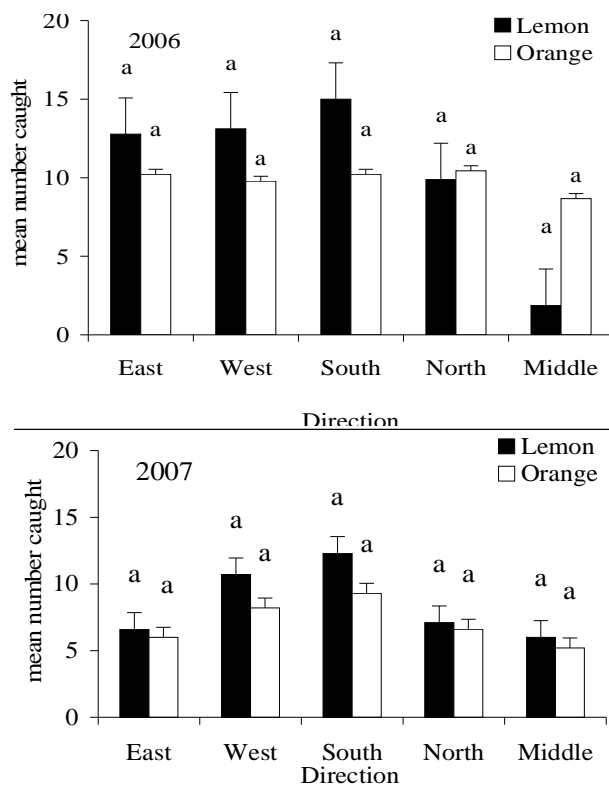 20
15
10
5
0
mean number caught
2006
Lemon
Orange
a a a a a
a a a a a
East West South North Middle
Direction
20
15
10
5
0
mean number caught
2007
Lemon
Orange
a a a a a
a a a a a
East West South North Middle
Direction